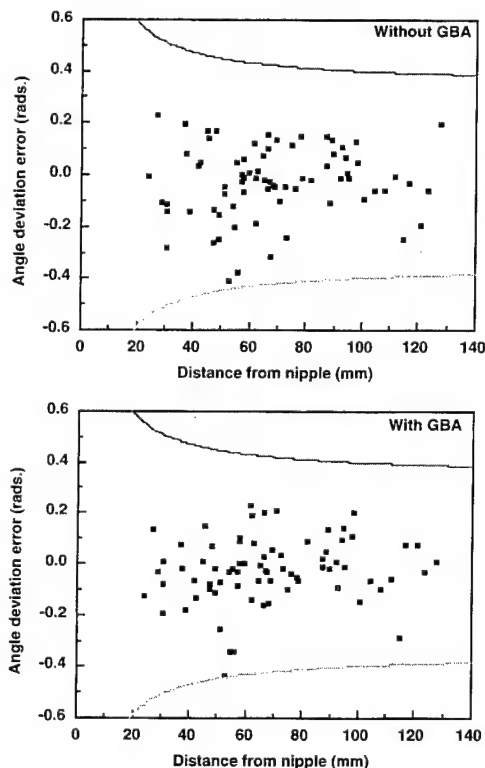 Without GBA
0.6
0.4
0.2
0.0
-0.2
-0.4
-0.6
Angle deviation error (rads.)
0 20 40 60 80 100 120 140
Distance from nipple (mm)
With GBA
0.6
0.4
0.2
0.0
-0.2
-0.4
-0.6
Angle deviation error (rads.)
0 20 40 60 80 100 120 140
Distance from nipple (mm)